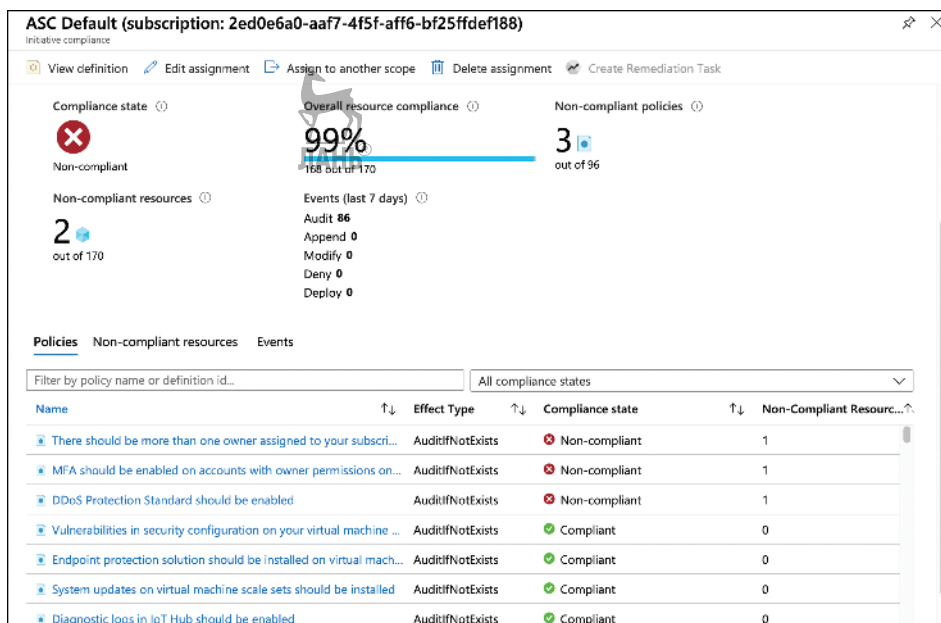 ASC Default (subscription: 2ed0e6a0-aaf7-4f5f-aff6-bf25ffdef188)
Initiative compliance
View definition Edit assignment Assign to another scope Delete assignment Create Remediation Task
Compliance state Overall resource compliance Non-compliant policies
99% 3
ЛАНЬ®
Non-compliant 168 out of 170 out of 96
Non-compliant resources Events (last 7 days)
2 Audit 86
Append 0
out of 170 Modify 0
Deny 0
Deploy 0
Policies Non-compliant resources Events
Filter by policy name or definition id... All compliance states
Name Effect Type Compliance state Non-Compliant Resourc...
There should be more than one owner assigned to your subscri... AuditIfNotExists Non-compliant 1
MFA should be enabled on accounts with owner permissions on... AuditIfNotExists Non-compliant 1
DDoS Protection Standard should be enabled AuditIfNotExists Non-compliant 1
Vulnerabilities in security configuration on your virtual machine ... AuditIfNotExists Compliant 0
Endpoint protection solution should be installed on virtual mach... AuditIfNotExists Compliant 0
System updates on virtual machine scale sets should be installed AuditIfNotExists Compliant 0
Diagnostic logs in IoT Hub should be enabled AuditIfNotExists Compliant 0